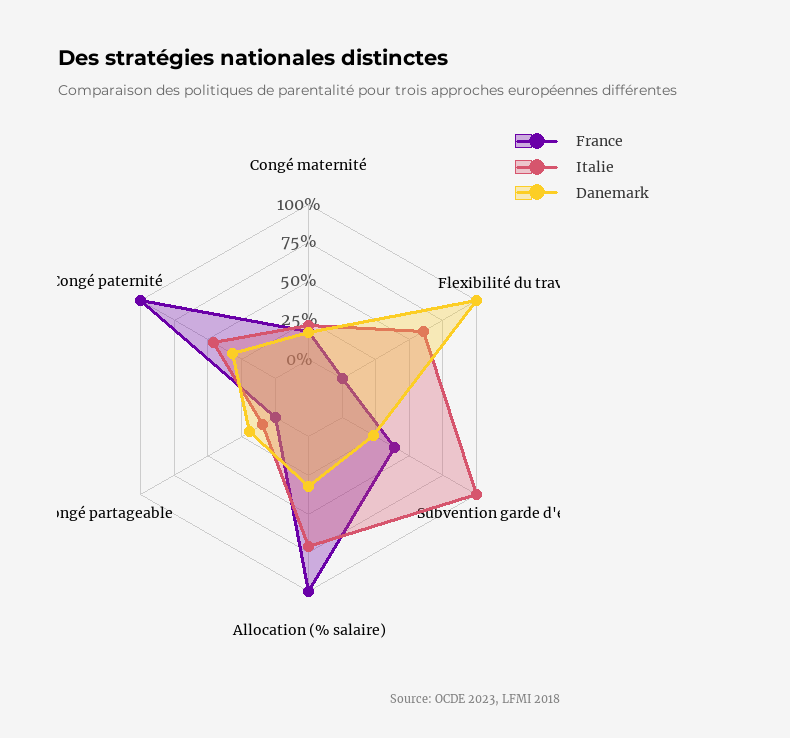 Des stratégies nationales distinctes
Comparaison des politiques de parentalité pour trois approches européennes différentes
France
Italie
Danemark
Congé maternité
100%
75%
50%
25%
0%
Congé paternité
Flexibilité du trav
ongé partageable
Subvention garde d'e
Allocation (% salaire)
Source: OCDE 2023, LFMI 2018